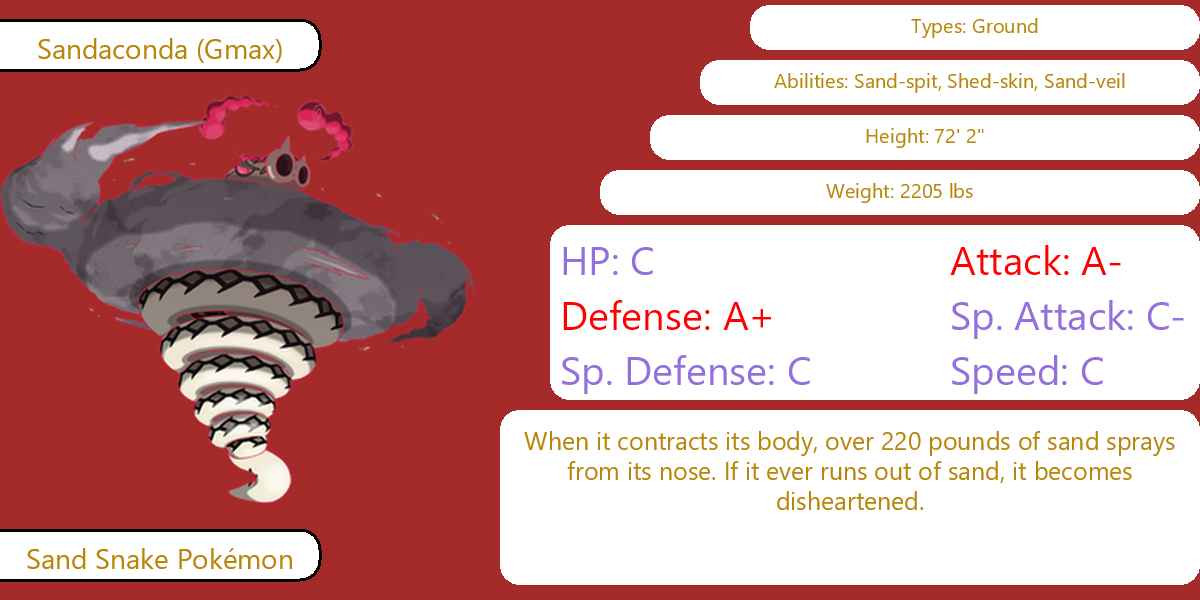 Sandaconda (Gmax)
Types: Ground
Abilities: Sand-spit, Shed-skin, Sand-veil
Height: 72' 2"
Weight: 2205 lbs
HP: C
Attack: A-
Defense: A+
Sp. Attack: C-
Sp. Defense: C
Speed: C
When it contracts its body, over 220 pounds of sand sprays
from its nose. If it ever runs out of sand, it becomes
disheartened.
Sand Snake Pokémon